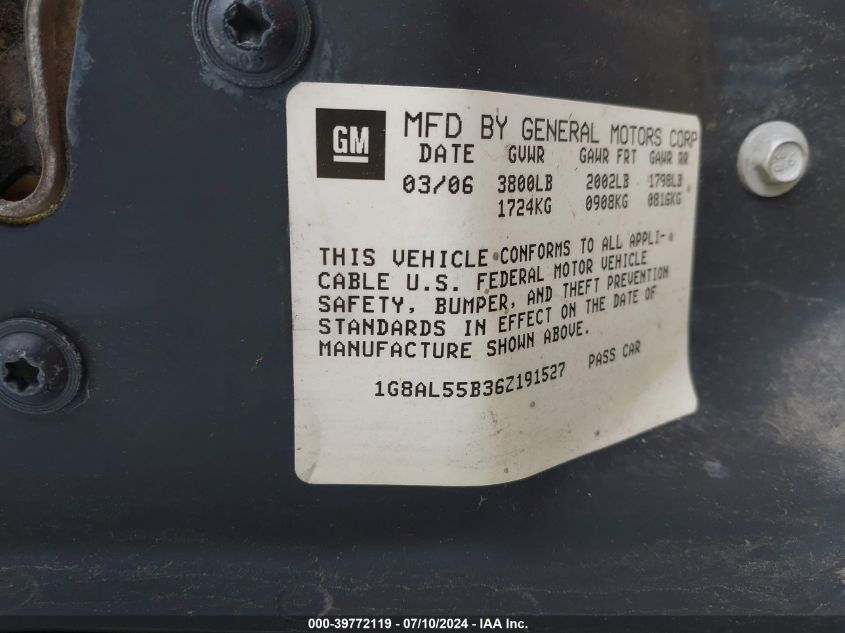 GM
MFD BY GENERAL MOTORS CORP
DATE GVWR GAWR FRT GAWR RR
03/06 3800LB 2002LB 1798LB
1724KG 0908KG 0816KG
THIS VEHICLE CONFORMS TO ALL APPLI-
CABLE U.S. FEDERAL MOTOR VEHICLE
SAFETY, BUMPER, AND THEFT PREVENTION
STANDARDS IN EFFECT ON THE DATE OF
MANUFACTURE SHOWN ABOVE.
1G8AL55B36Z191527 PASS CAR
000-39772119 - 07/10/2024 - IAA Inc.